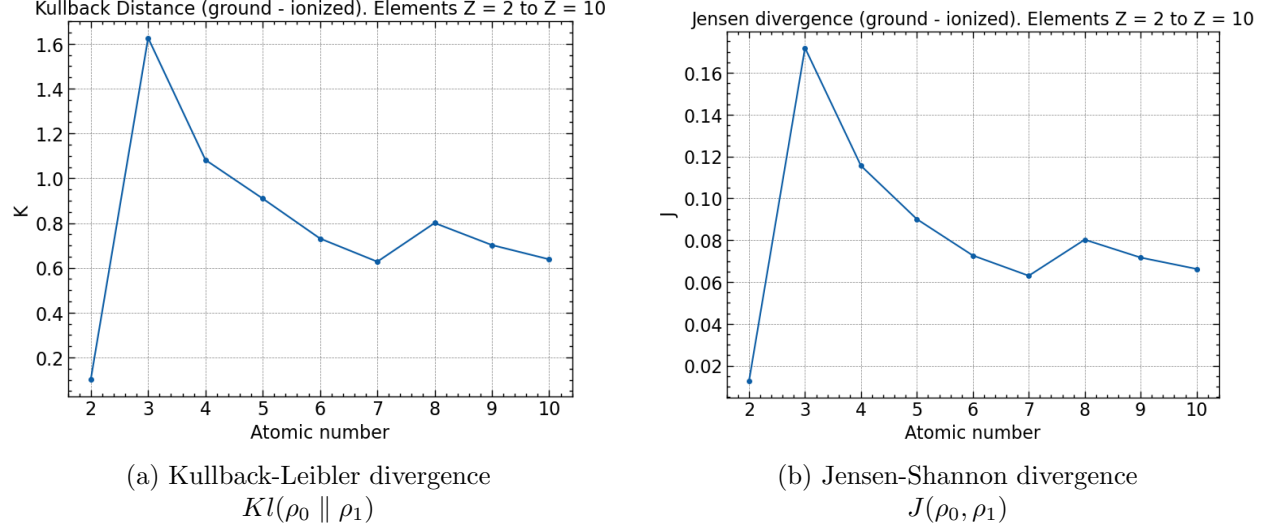 Kullback Distance (ground - ionized). Elements Z = 2 to Z = 10
1.6
1.4
1.2
1.0
0.8
0.6
0.4
0.2
K
2 3 4 5 6 7 8 9 10
Atomic number
(a) Kullback-Leibler divergence
Kl(ρ₀ ∥ ρ₁)
Jensen divergence (ground - ionized). Elements Z = 2 to Z = 10
0.16
0.14
0.12
0.10
0.08
0.06
0.04
0.02
J
2 3 4 5 6 7 8 9 10
Atomic number
(b) Jensen-Shannon divergence
J(ρ₀, ρ₁)